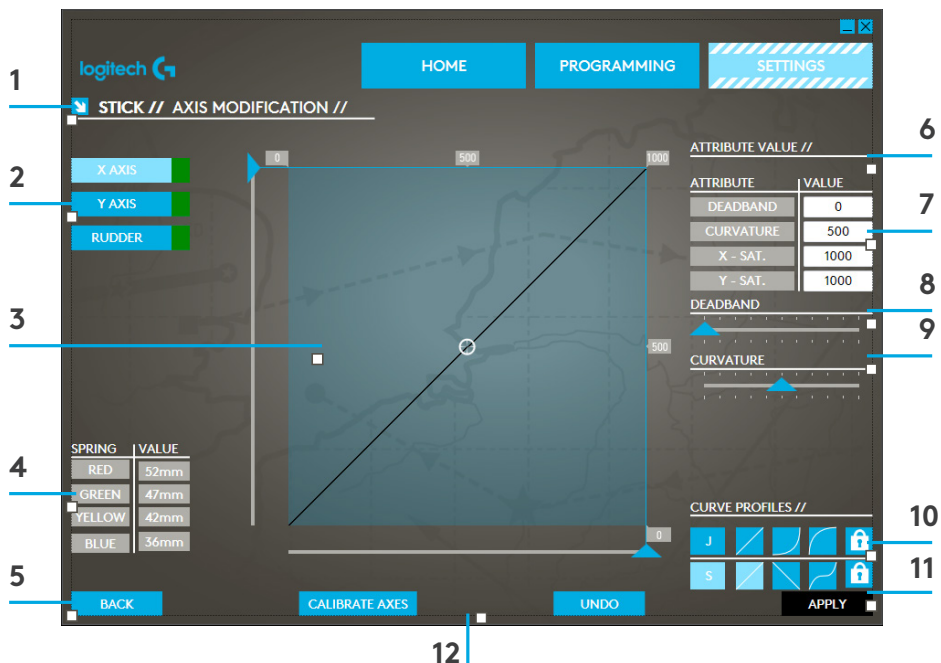 logitech G
HOME
PROGRAMMING
SETTINGS
1
STICK // AXIS MODIFICATION //
2
X AXIS
Y AXIS
RUDDER
0
500
1000
3
500
0
6
ATTRIBUTE VALUE //
ATTRIBUTE VALUE
7
DEADBAND 0
CURVATURE 500
X - SAT. 1000
Y - SAT. 1000
8
DEADBAND
9
CURVATURE
4
SPRING VALUE
RED 52mm
GREEN 47mm
YELLOW 42mm
BLUE 36mm
CURVE PROFILES //
10
J
11
S
5
BACK
CALIBRATE AXES
UNDO
APPLY
12